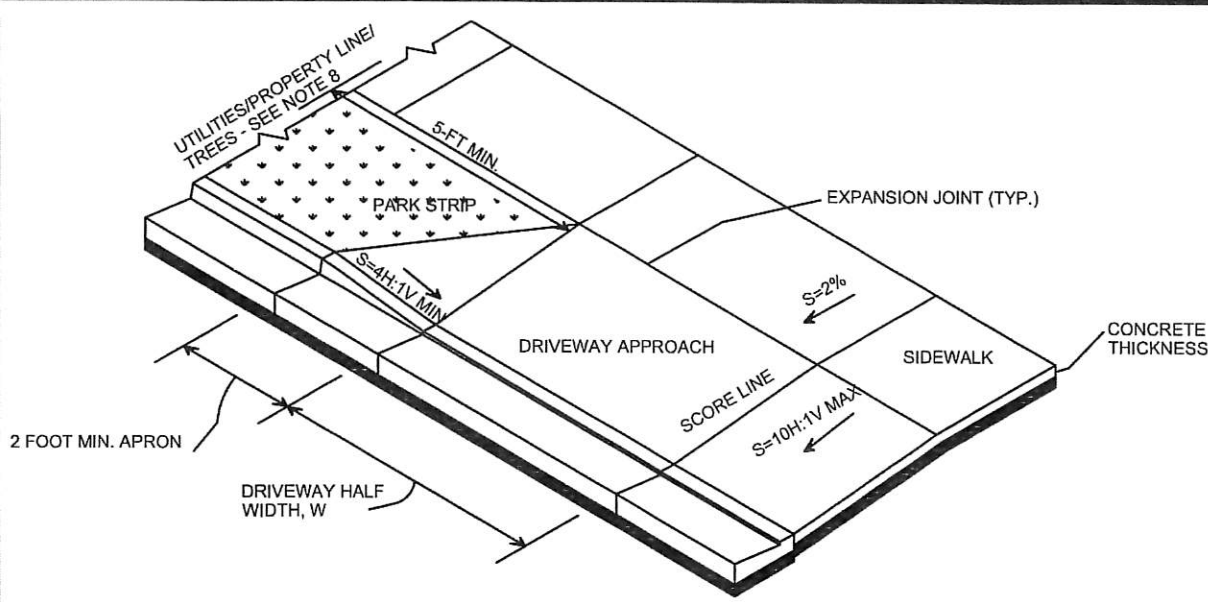 UTILITIES/PROPERTY LINE/
TREES - SEE NOTE 8
5-FT MIN.
PARK STRIP
EXPANSION JOINT (TYP.)
S=4H:1V MIN
S=2%
CONCRETE
THICKNESS
DRIVEWAY APPROACH
SIDEWALK
SCORE LINE
S=10H:1V MAX
2 FOOT MIN. APRON
DRIVEWAY HALF
WIDTH, W